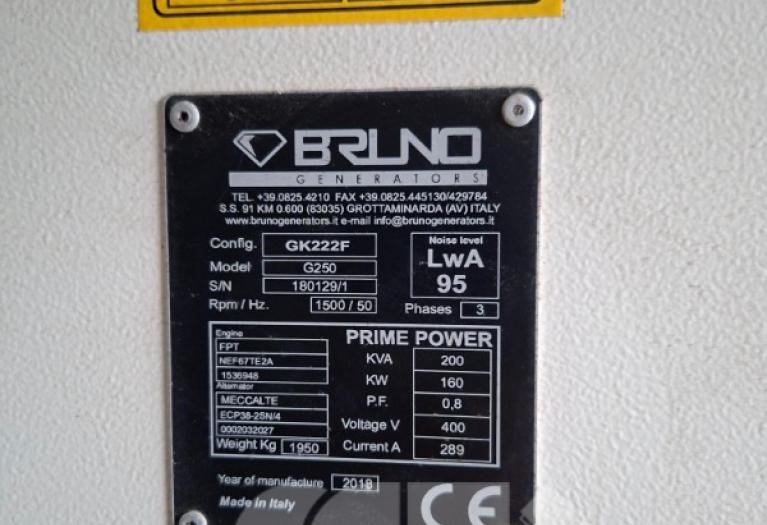 BRUNO
GENERATORS
TEL. +39.0825.4210 FAX +39.0825.445130/429784
S.S. 91 KM 0.600 (83035) GROTTAMINARDA (AV) ITALY
www.brunogenerators.it e-mail info@brunogenerators.it
Config. GK222F
Noise level
LwA
95
Model G250
S/N 180129/1
Rpm / Hz. 1500 / 50
Phases 3
Engine
FPT
NEF67TE2A
1536948
Alternator
MECCALTE
ECP38-2SN/4
0002032027
Weight Kg 1950
PRIME POWER
KVA 200
KW 160
P.F. 0,8
Voltage V 400
Current A 289
Year of manufacture 2018
Made in Italy
CE